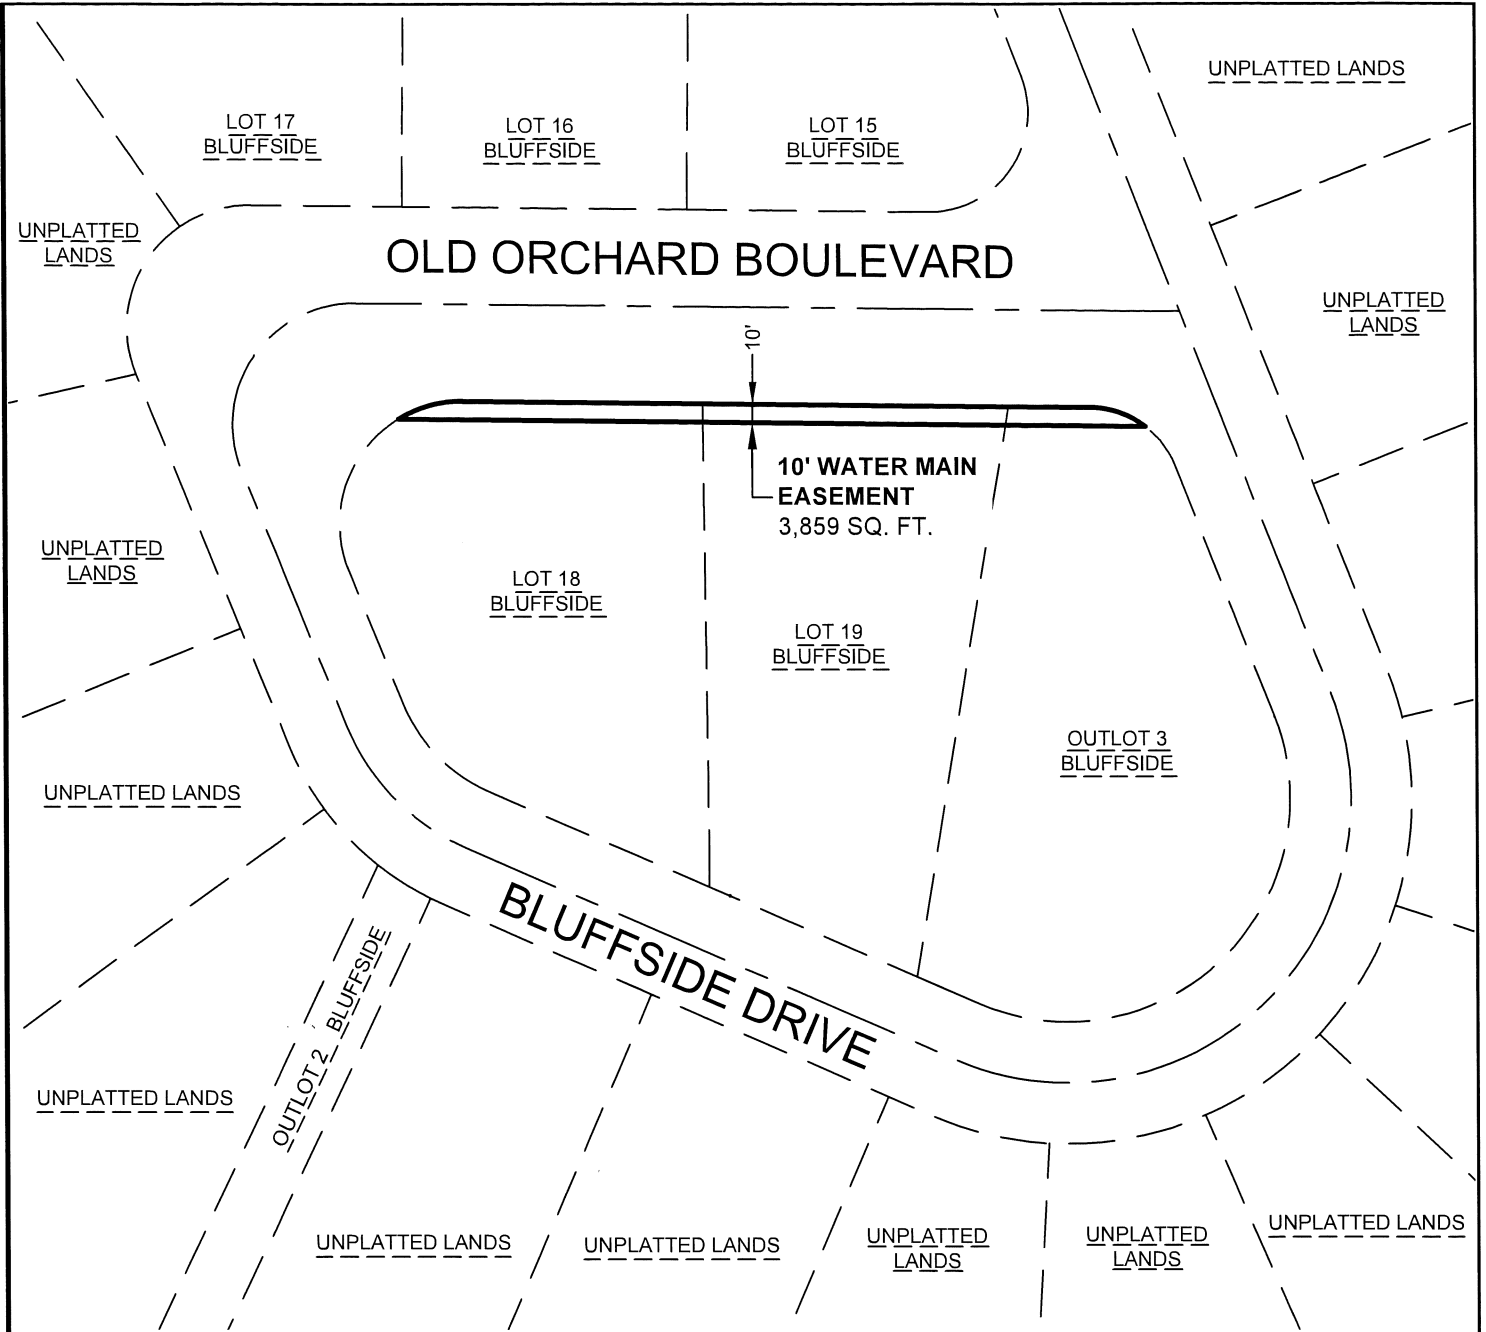 UNPLATTED LANDS
LOT 17
BLUFFSIDE
LOT 16
BLUFFSIDE
LOT 15
BLUFFSIDE
UNPLATTED
LANDS
OLD ORCHARD BOULEVARD
UNPLATTED
LANDS
10'
10' WATER MAIN
EASEMENT
3,859 SQ. FT.
UNPLATTED
LANDS
LOT 18
BLUFFSIDE
LOT 19
BLUFFSIDE
OUTLOT 3
BLUFFSIDE
UNPLATTED LANDS
BLUFFSIDE DRIVE
OUTLOT 2 BLUFFSIDE
UNPLATTED LANDS
UNPLATTED LANDS
UNPLATTED LANDS
UNPLATTED
LANDS
UNPLATTED
LANDS
UNPLATTED LANDS